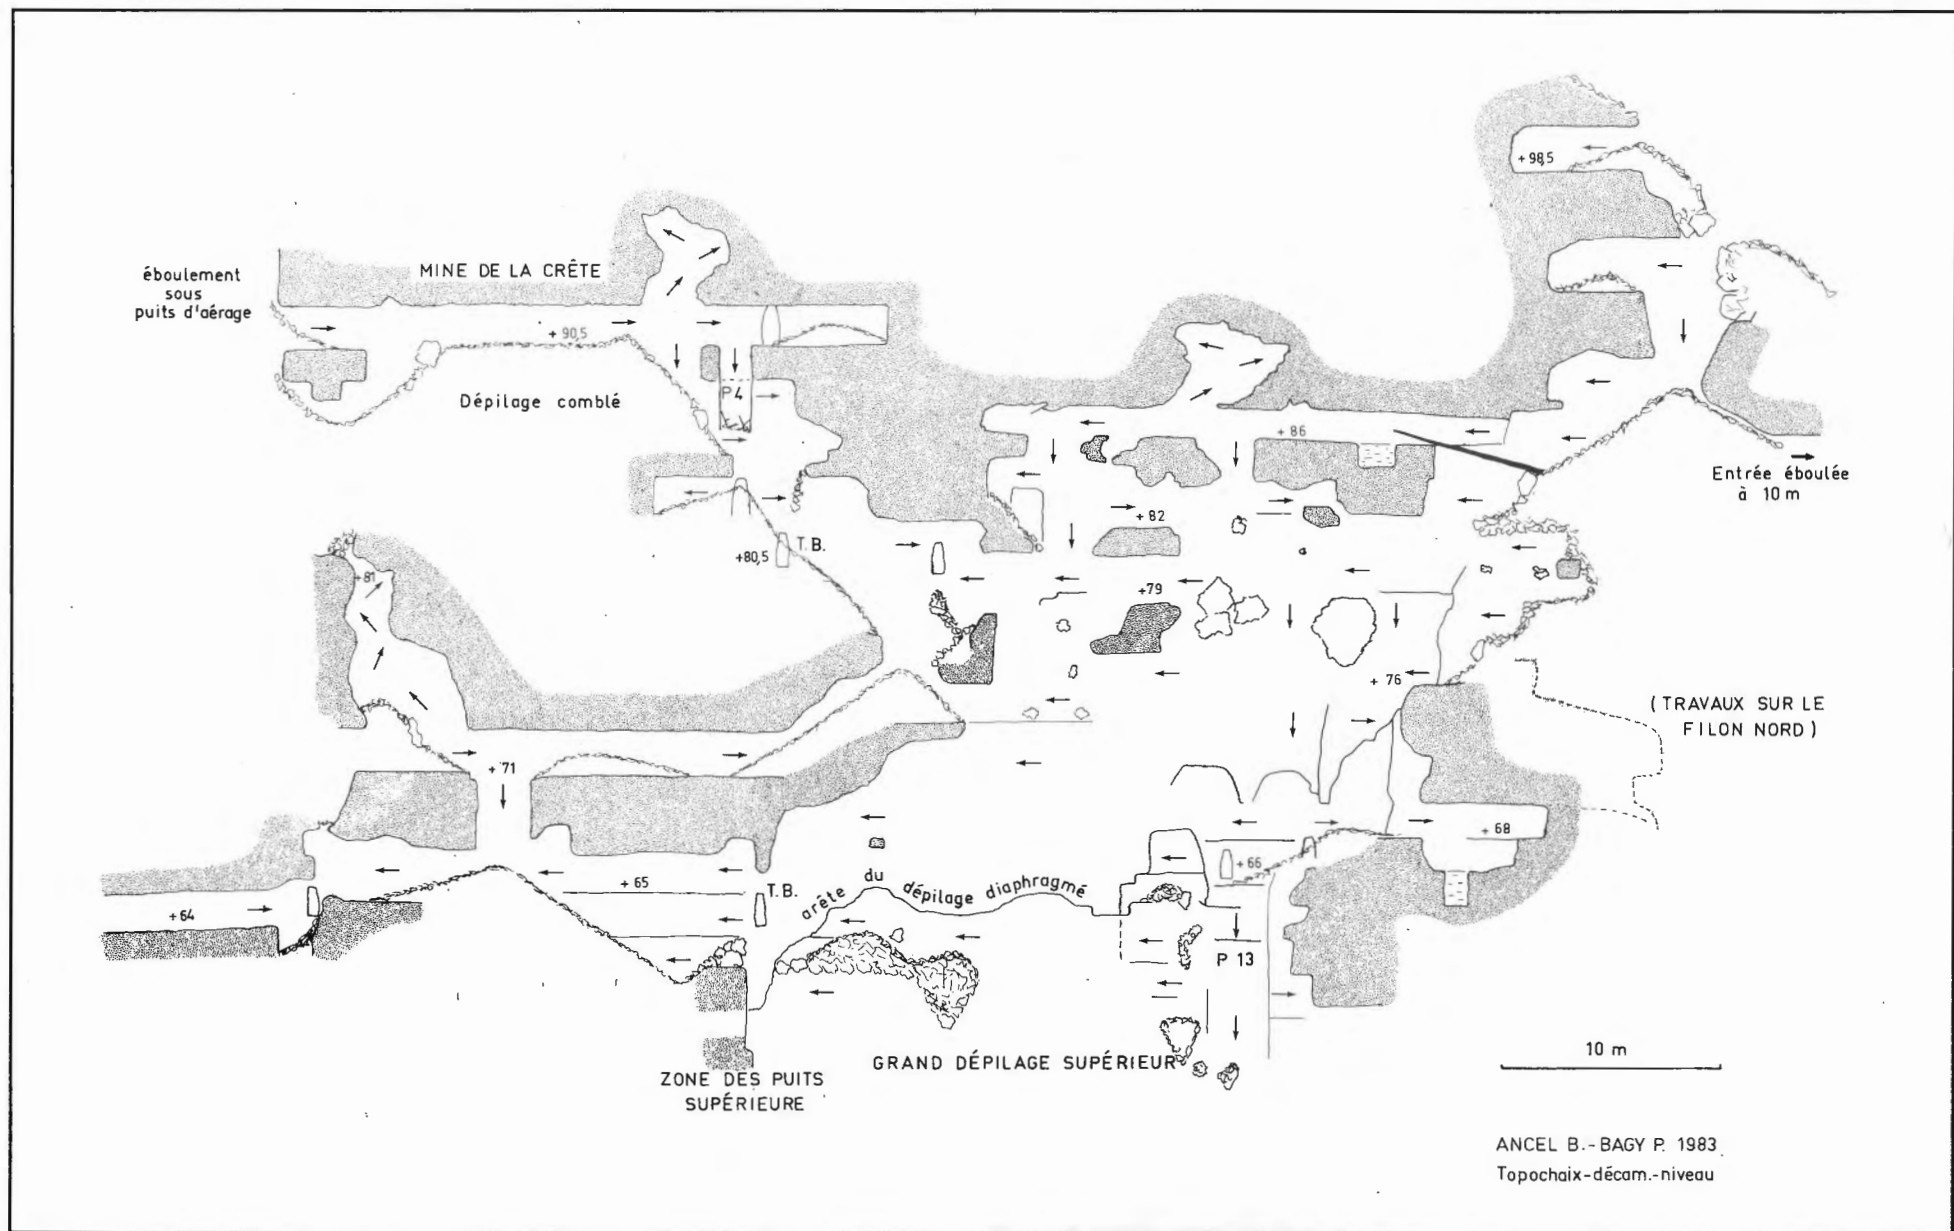 + 98,5
MINE DE LA CRÊTE
éboulement
sous
puits d'aérage
+ 90,5
P 4
Dépilage comblé
+ 86
Entrée éboulée
à 10 m
+ 82
T.B.
+80,5
+81
+79
+ 76
( TRAVAUX SUR LE
FILON NORD )
+ 71
+ 68
+ 66
+ 65
T.B.
arête du dépilage diaphragmé
+ 64
P 13
GRAND DÉPILAGE SUPÉRIEUR
10 m
ZONE DES PUITS
SUPÉRIEURE
ANCEL B.-BAGY P. 1983
Topochaix-décam.-niveau